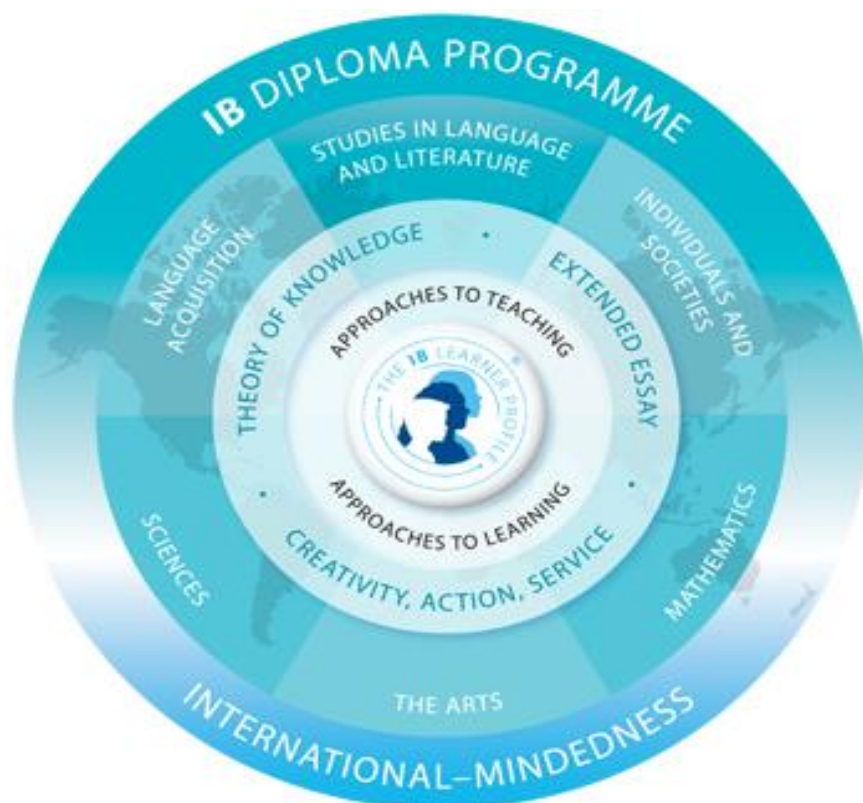 IB DIPLOMA PROGRAMME
STUDIES IN LANGUAGE
AND LITERATURE
LANGUAGE
ACQUISITION
INDIVIDUALS AND
SOCIETIES
THEORY OF KNOWLEDGE
·
EXTENDED ESSAY
APPROACHES TO TEACHING
THE IB LEARNER PROFILE
®
APPROACHES TO LEARNING
·
CREATIVITY, ACTION, SERVICE
·
SCIENCES
MATHEMATICS
THE ARTS
INTERNATIONAL–MINDEDNESS